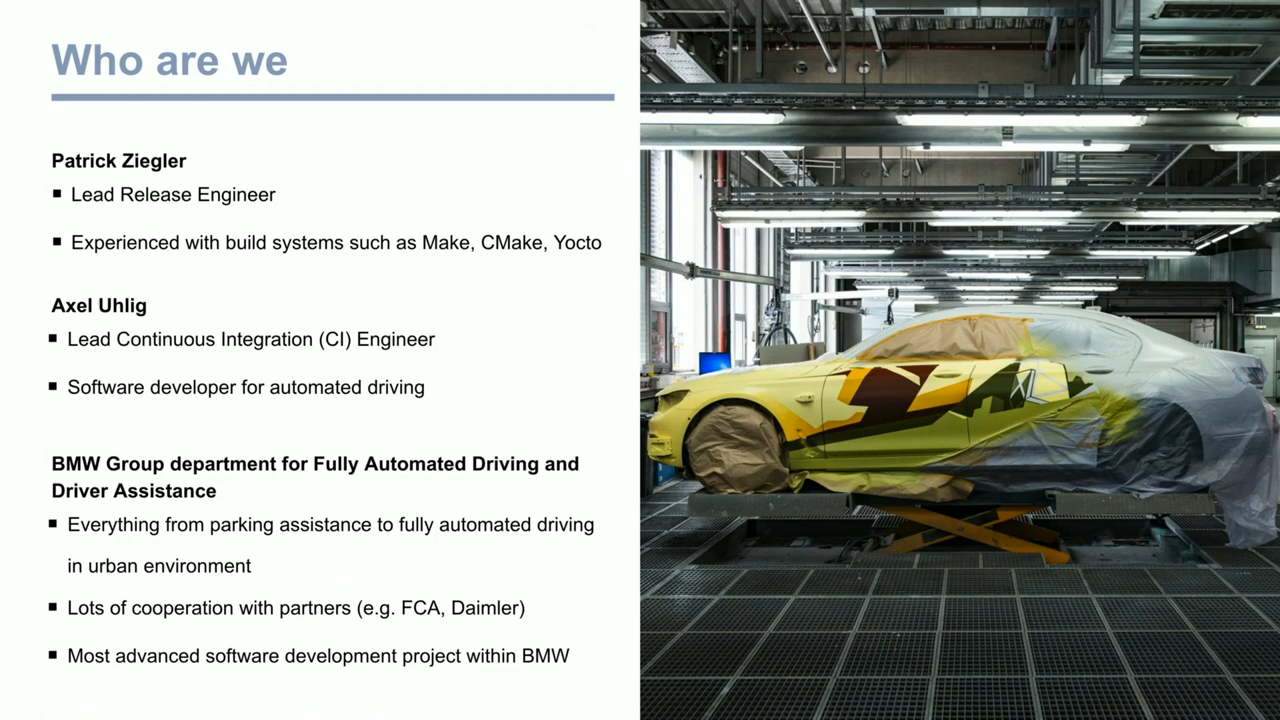 Who are we
Patrick Ziegler
▪ Lead Release Engineer
▪ Experienced with build systems such as Make, CMake, Yocto
Axel Uhlig
▪ Lead Continuous Integration (CI) Engineer
▪ Software developer for automated driving
BMW Group department for Fully Automated Driving and
Driver Assistance
▪ Everything from parking assistance to fully automated driving
in urban environment
▪ Lots of cooperation with partners (e.g. FCA, Daimler)
▪ Most advanced software development project within BMW